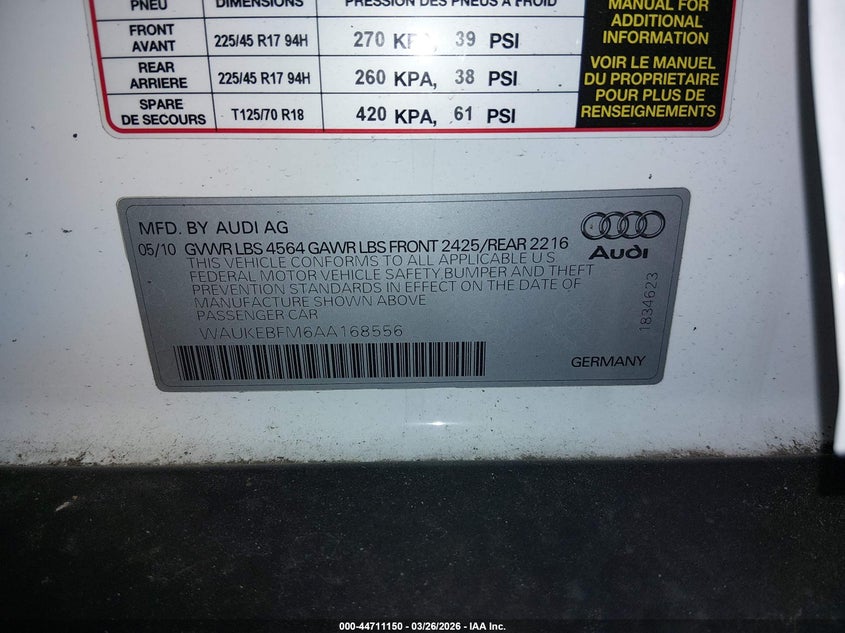 PNEU DIMENSIONS PRESSION DES PNEUS A FROID
FRONT AVANT 225/45 R17 94H 270 KPA, 39 PSI
REAR ARRIERE 225/45 R17 94H 260 KPA, 38 PSI
SPARE DE SECOURS T125/70 R18 420 KPA, 61 PSI
MANUAL FOR
ADDITIONAL
INFORMATION
VOIR LE MANUEL
DU PROPRIETAIRE
POUR PLUS DE
RENSEIGNEMENTS
MFD. BY AUDI AG
05/10 GVWR LBS 4564 GAWR LBS FRONT 2425/REAR 2216
THIS VEHICLE CONFORMS TO ALL APPLICABLE U S
FEDERAL MOTOR VEHICLE SAFETY, BUMPER AND THEFT
PREVENTION STANDARDS IN EFFECT ON THE DATE OF
MANUFACTURE SHOWN ABOVE
PASSENGER CAR
WAUKEBFM6AA168556
Audi
1834623
GERMANY
000-44711150 - 03/26/2026 - IAA Inc.